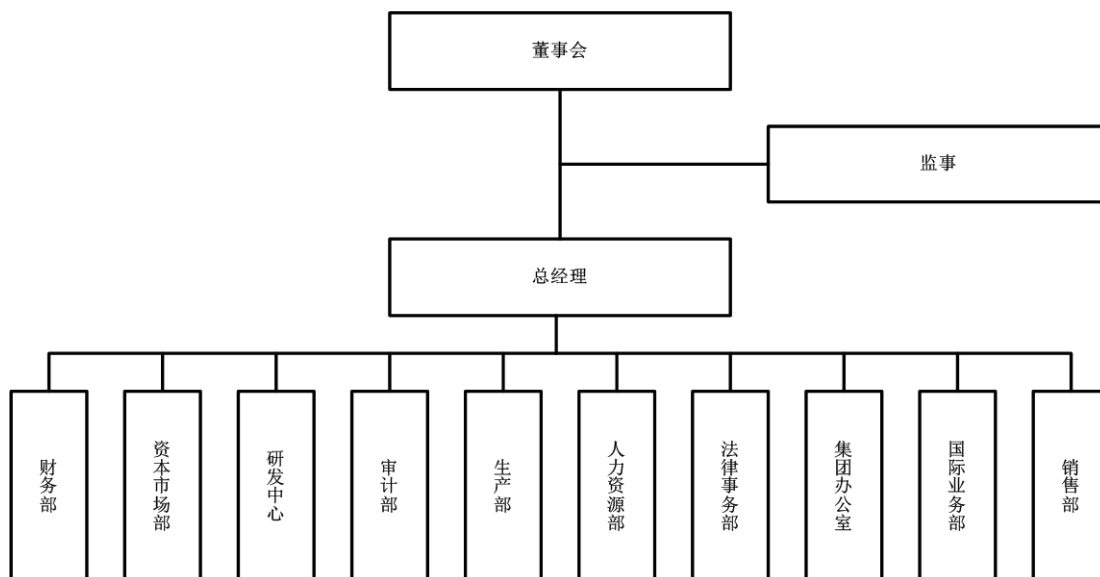 董事会
监事
总经理
财务部
资本市场部
研发中心
审计部
生产部
人力资源部
法律事务部
集团办公室
国际业务部
销售部